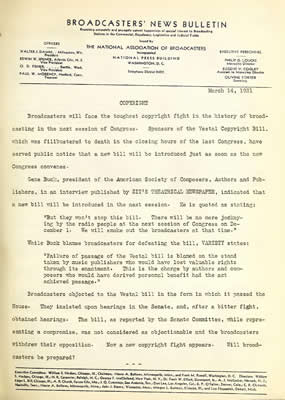 BROADCASTERS' NEWS BULLETIN
Issued by
OFFICERS
THE NATIONAL ASSOCIATION OF BROADCASTERS
INCORPORATED
NATIONAL PRESS BUILDING
WASHINGTON, D. C.
EXECUTIVE PERSONNEL
March 14, 1931
COPYRIGHT
Broadcasters will face the toughest copyright fight in the history of broad-
casting in the next session of Congress. Sponsors of the Vestal Copyright Bill,
which was filibustered to death in the closing hours of the last Congress, have
served public notice that a new bill will be introduced just as soon as the new
Congress convenes.
Gene Buck, president of the American Society of Composers, Authors and Pub-
lishers, in an interview published by ZIT'S THEATRICAL NEWSPAPER, indicated that
a new bill will be introduced in the next session. He is quoted as stating:
"But they won't stop this bill. There will be no mere jockey-
ing by the radio people at the next session of Congress on De-
cember 1. We will smoke out the broadcasters at that time."
While Buck blames broadcasters for defeating the bill, VARIETY states:
"Failure of passage of the Vestal bill is blamed on the stand
taken by music publishers who would have lost valuable rights
through its enactment. This is the charge by authors and com-
posers who would have derived personal benefit had the act
achieved passage."
Broadcasters objected to the Vestal bill in the form in which it passed the
House. They insisted upon hearings in the Senate, and, after a bitter fight,
obtained hearings. The bill, as reported by the Senate Committee, while repre-
senting a compromise, was not considered as objectionable and the broadcasters
withdrew their opposition. Now a new copyright fight appears. Will broad-
casters be prepared?
- - -